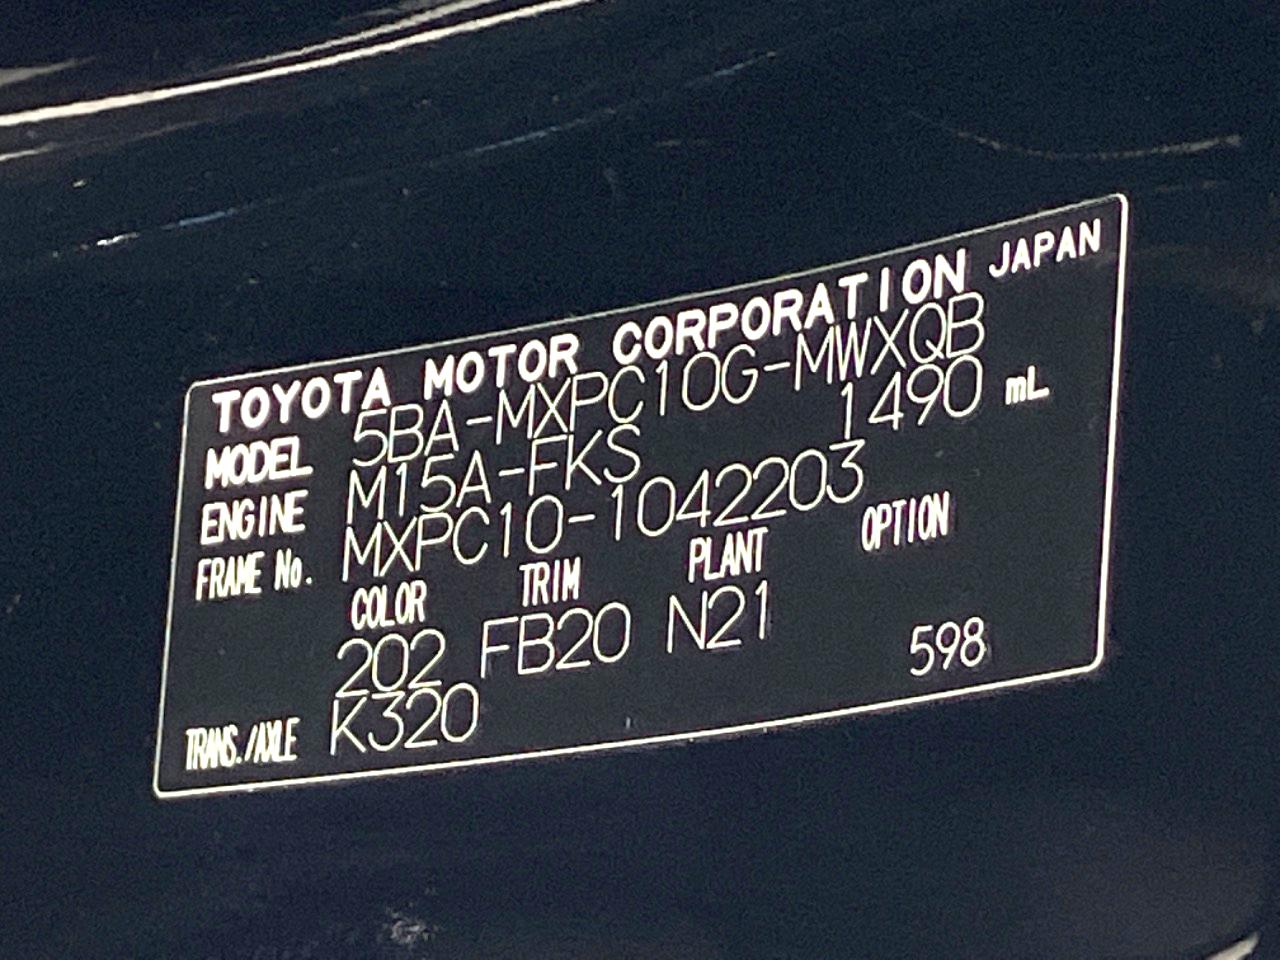 TOYOTA MOTOR CORPORATION JAPAN
MODEL 5BA-MXPC10G-MWXQB
ENGINE M15A-FKS 1490 mL
FRAME No. MXPC10-1042203
COLOR TRIM PLANT OPTION
202 FB20 N21
TRANS./AXLE K320 598